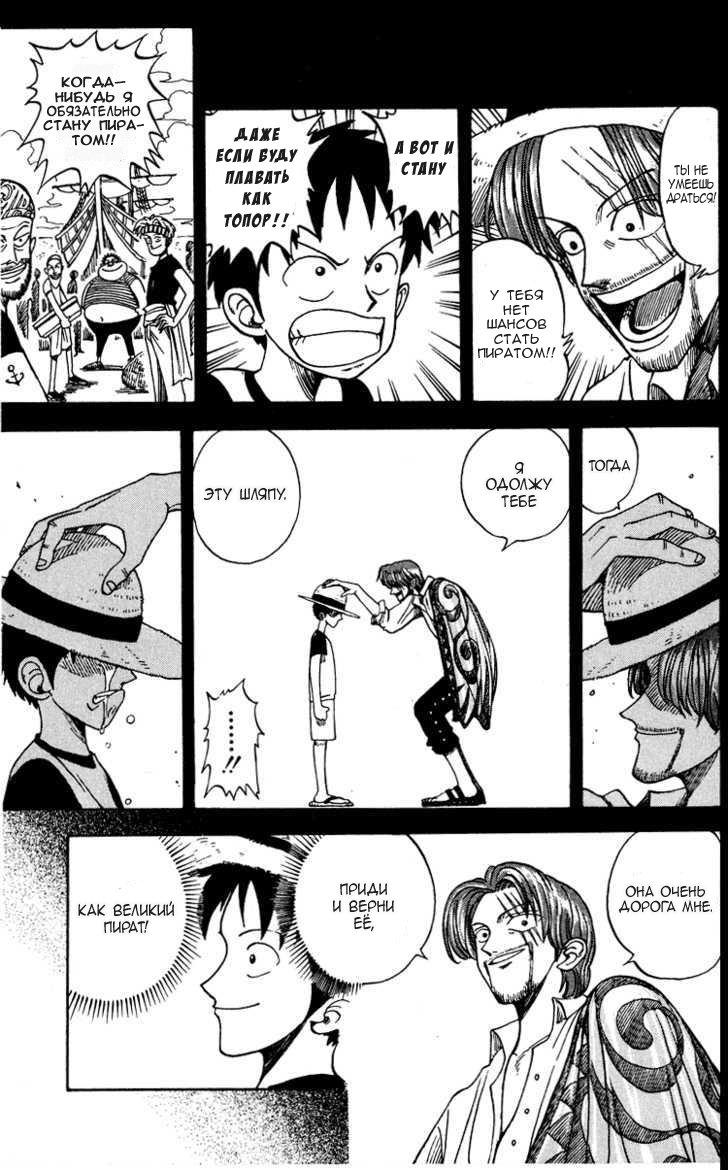 ТЫ НЕ
УМЕЕШЬ
ДРАТЬСЯ!
У ТЕБЯ
НЕТ
ШАНСОВ
СТАТЬ
ПИРАТОМ!!
А ВОТ И
СТАНУ
ДАЖЕ
ЕСЛИ БУДУ
ПЛАВАТЬ
КАК
ТОПОР!!
КОГДА-
НИБУДЬ Я
ОБЯЗАТЕЛЬНО
СТАНУ ПИРА-
ТОМ!!
ТОГДА
Я
ОДОЛЖУ
ТЕБЕ
ЭТУ ШЛЯПУ.
......!!
ОНА ОЧЕНЬ
ДОРОГА МНЕ.
ПРИДИ
И ВЕРНИ
ЕЁ,
КАК ВЕЛИКИЙ
ПИРАТ!